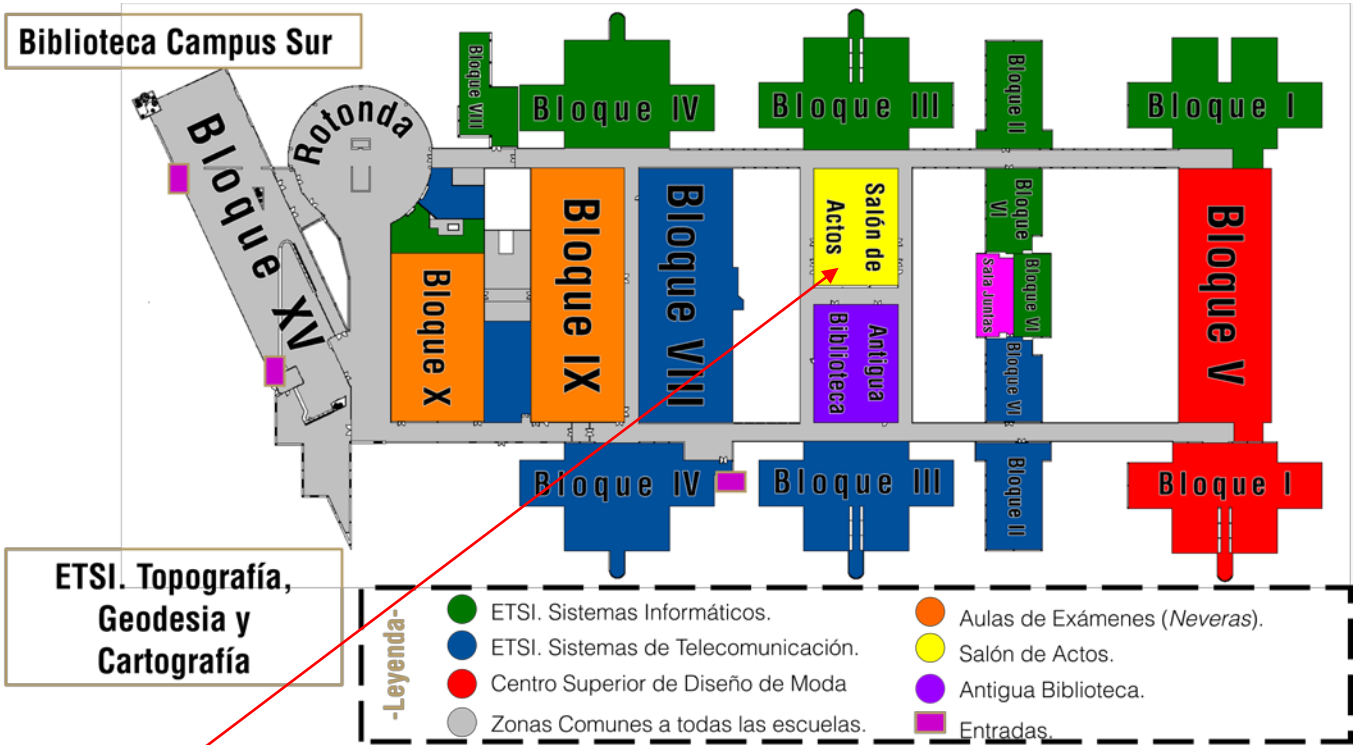 Biblioteca Campus Sur
Bloque XV
Rotonda
Bloque VIII
Bloque IV
Bloque III
Bloque II
Bloque I
Bloque X
Bloque IX
Bloque VIII
Salón de
Actos
Antigua
Biblioteca
Bloque
VI
Sala Juntas
Bloque VI
Bloque VI
Bloque V
Bloque IV
Bloque III
Bloque II
Bloque I
ETSI. Topografía,
Geodesia y
Cartografía
-Leyenda-
ETSI. Sistemas Informáticos.
ETSI. Sistemas de Telecomunicación.
Centro Superior de Diseño de Moda
Zonas Comunes a todas las escuelas.
Aulas de Exámenes (Neveras).
Salón de Actos.
Antigua Biblioteca.
Entradas.